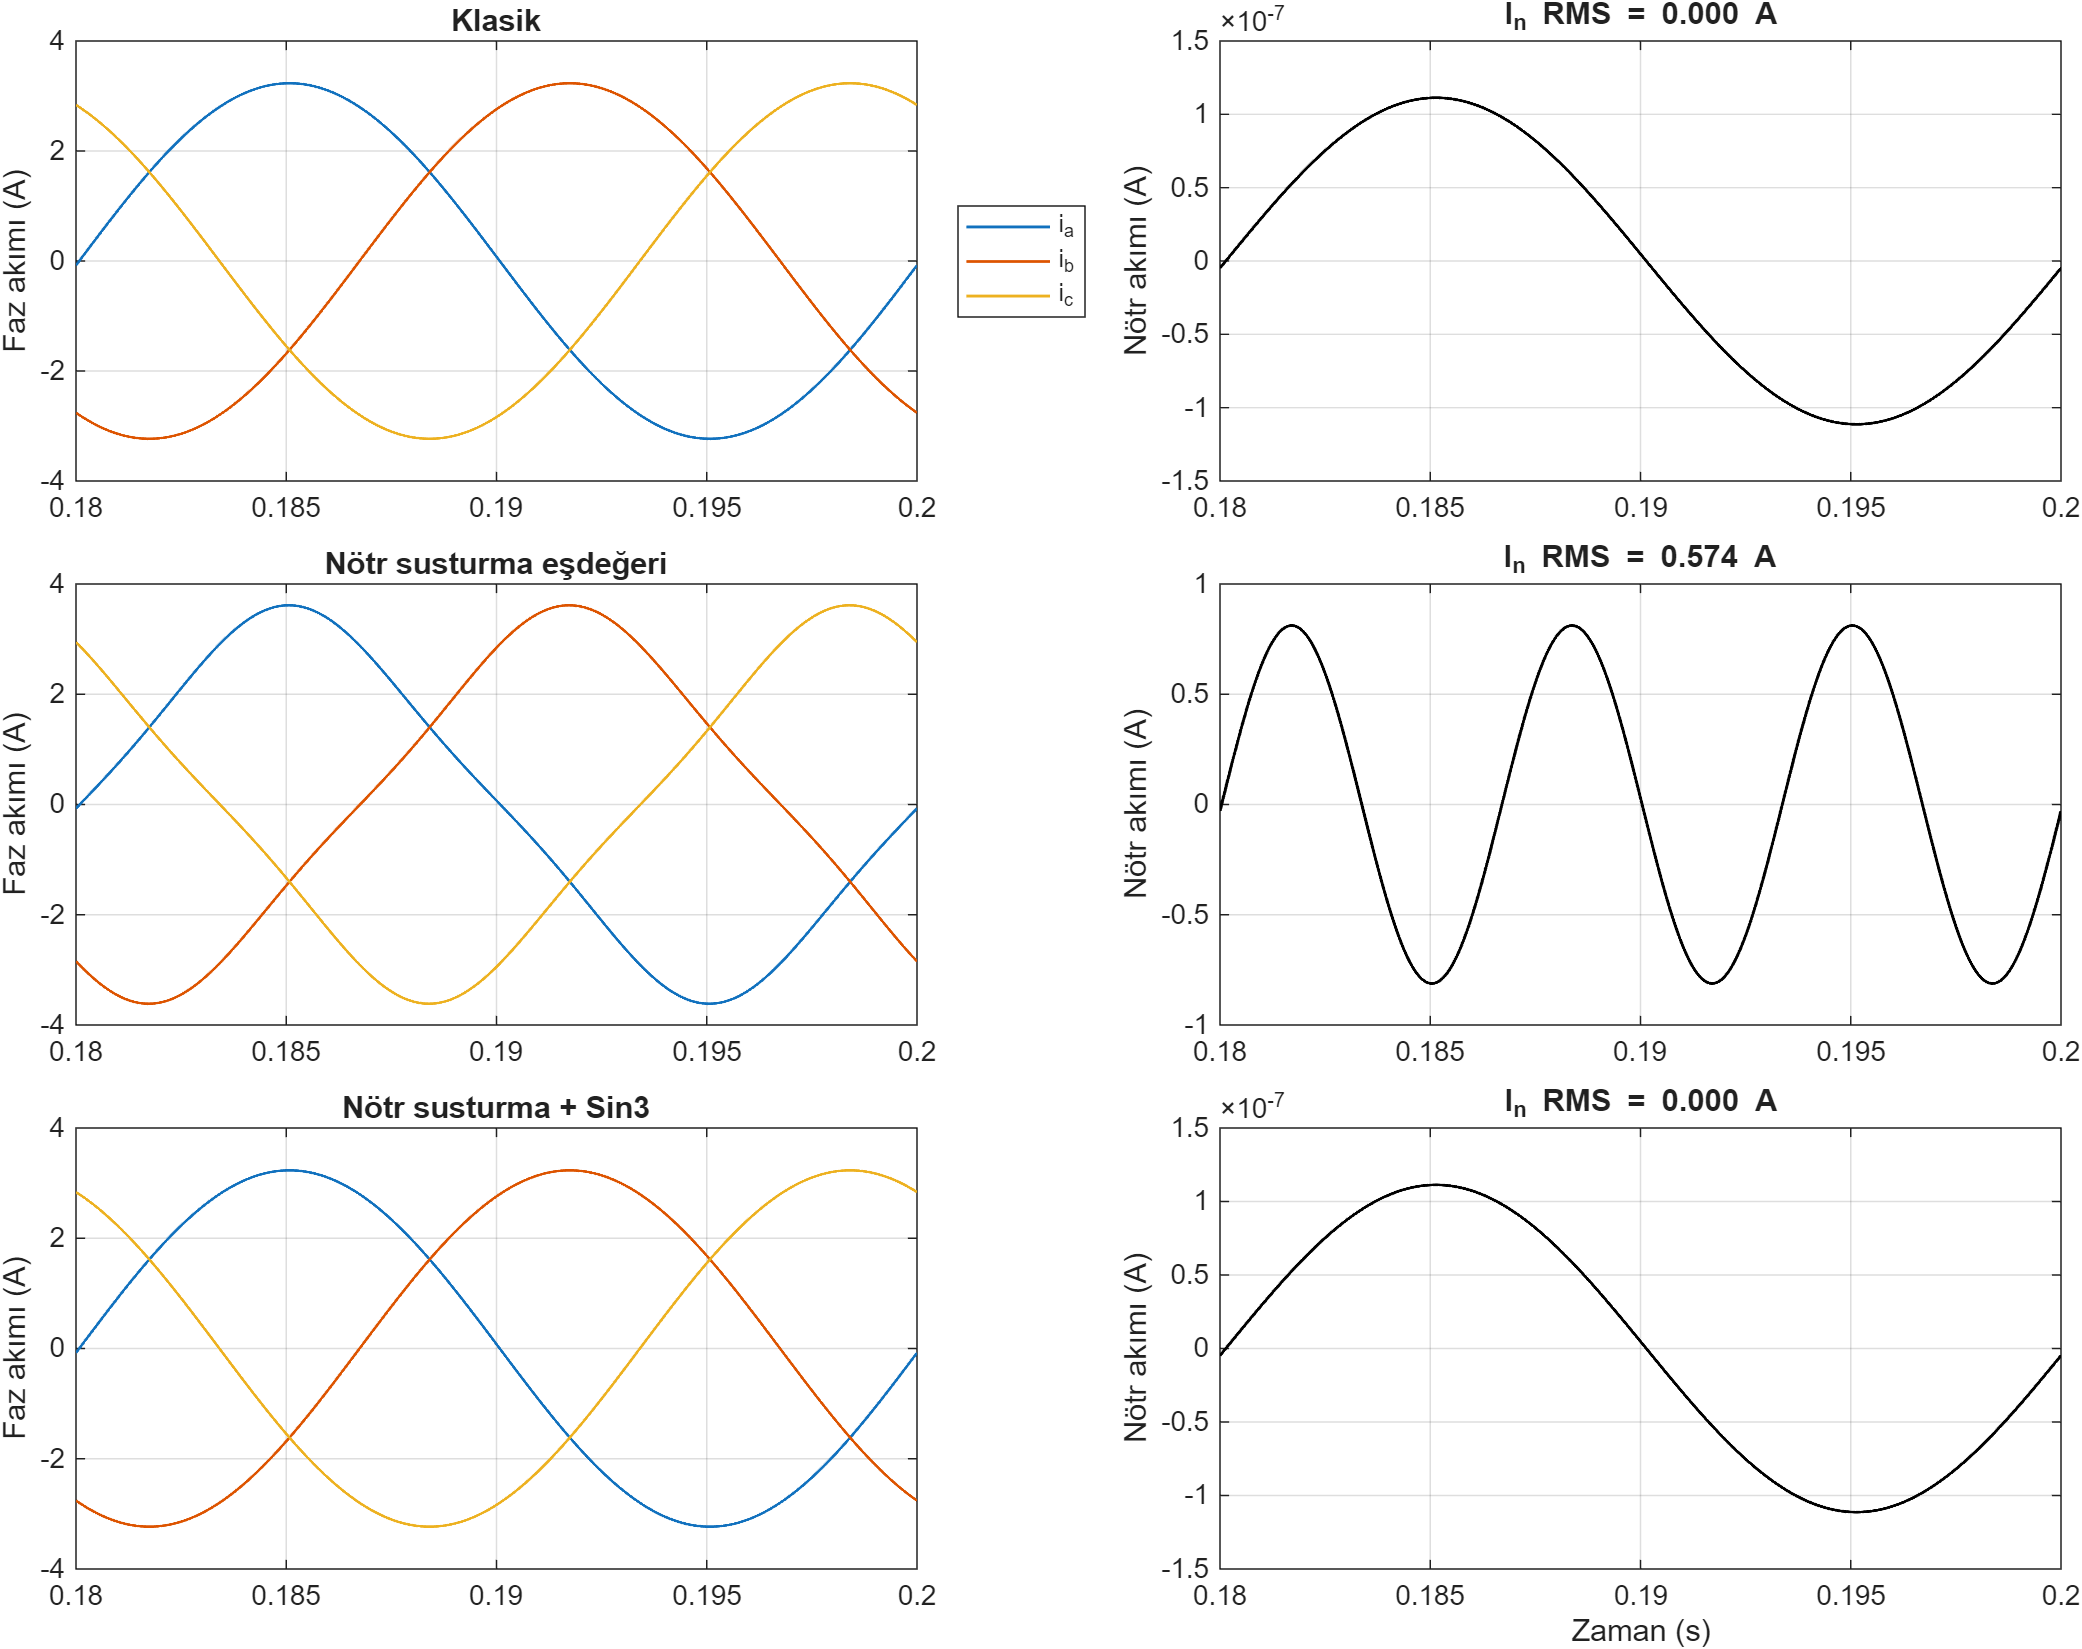 Klasik
Faz akımı (A)
4
2
0
-2
-4
0.18 0.185 0.19 0.195 0.2
i_a
i_b
i_c
×10^-7
I_n RMS = 0.000 A
Nötr akımı (A)
1.5
1
0.5
0
-0.5
-1
-1.5
0.18 0.185 0.19 0.195 0.2
Nötr susturma eşdeğeri
Faz akımı (A)
4
2
0
-2
-4
0.18 0.185 0.19 0.195 0.2
I_n RMS = 0.574 A
Nötr akımı (A)
1
0.5
0
-0.5
-1
0.18 0.185 0.19 0.195 0.2
Nötr susturma + Sin3
Faz akımı (A)
4
2
0
-2
-4
0.18 0.185 0.19 0.195 0.2
×10^-7
I_n RMS = 0.000 A
Nötr akımı (A)
1.5
1
0.5
0
-0.5
-1
-1.5
0.18 0.185 0.19 0.195 0.2
Zaman (s)